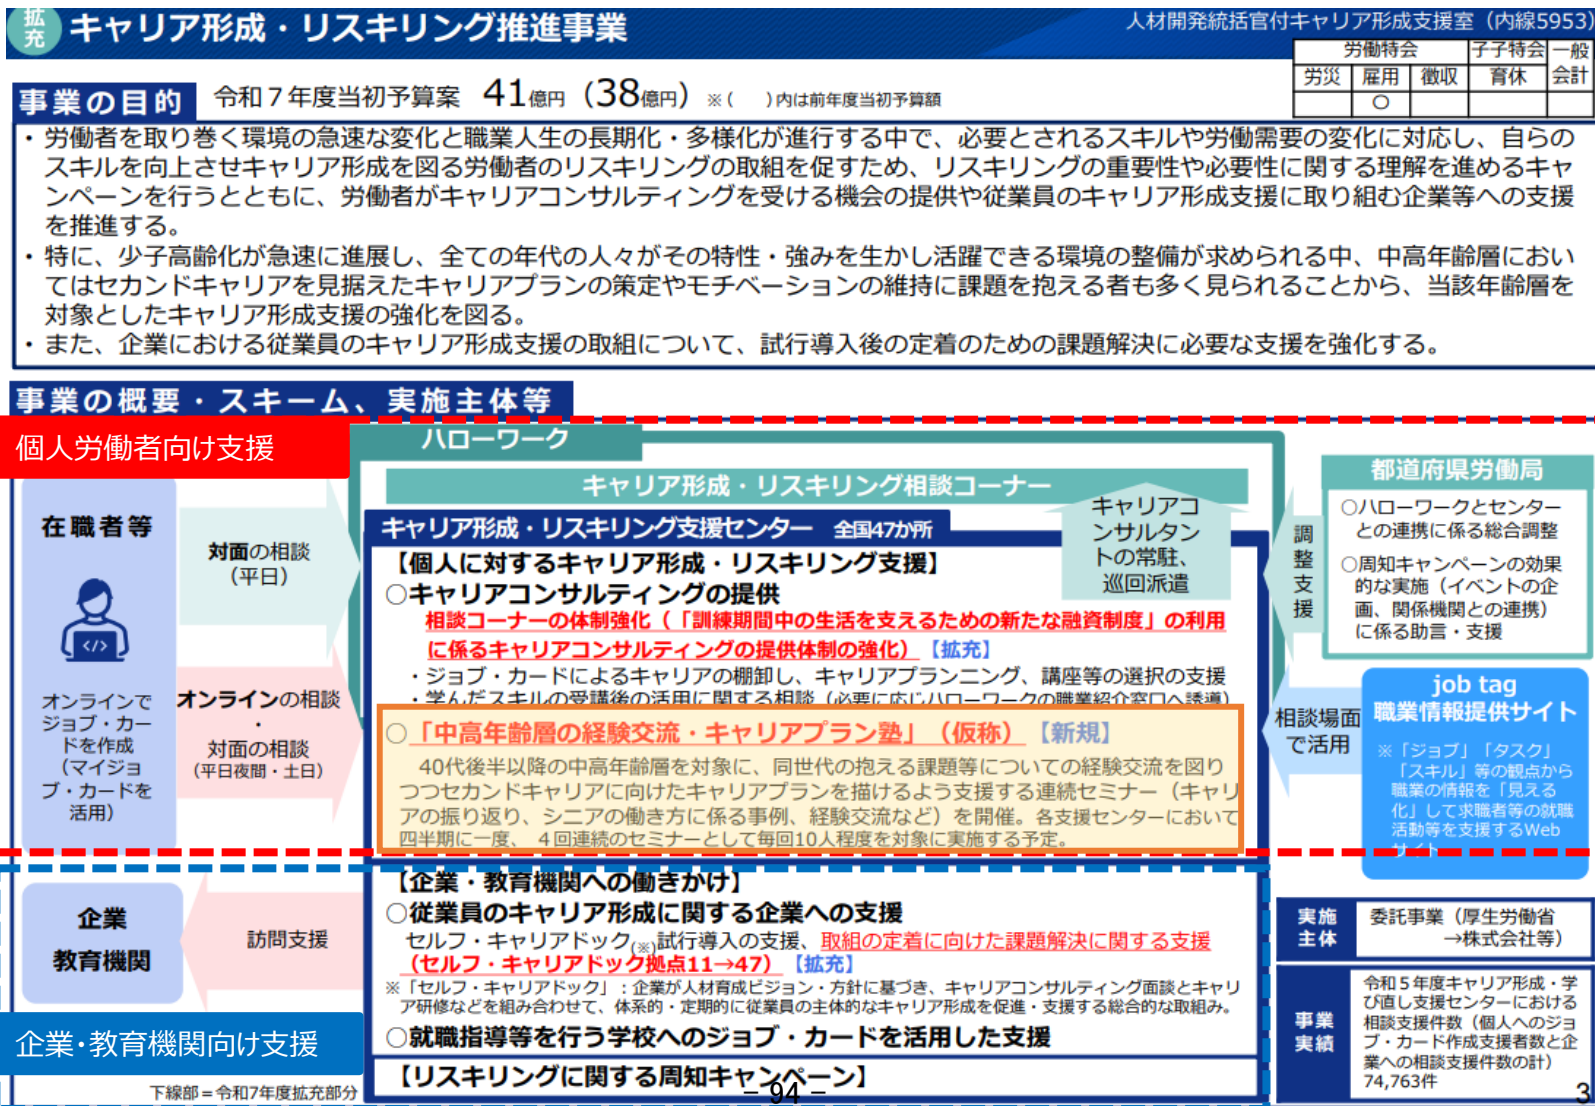 拡充
キャリア形成・リスキリング推進事業
人材開発統括官付キャリア形成支援室（内線5953）
労働特会 子子特会 一般会計
労災 雇用 徴収 育休
○
事業の目的
令和７年度当初予算案 41億円（38億円）※（　）内は前年度当初予算額
・労働者を取り巻く環境の急速な変化と職業人生の長期化・多様化が進行する中で、必要とされるスキルや労働需要の変化に対応し、自らの
スキルを向上させキャリア形成を図る労働者のリスキリングの取組を促すため、リスキリングの重要性や必要性に関する理解を進めるキャ
ンペーンを行うとともに、労働者がキャリアコンサルティングを受ける機会の提供や従業員のキャリア形成支援に取り組む企業等への支援
を推進する。
・特に、少子高齢化が急速に進展し、全ての年代の人々がその特性・強みを生かし活躍できる環境の整備が求められる中、中高年齢層におい
てはセカンドキャリアを見据えたキャリアプランの策定やモチベーションの維持に課題を抱える者も多く見られることから、当該年齢層を
対象としたキャリア形成支援の強化を図る。
・また、企業における従業員のキャリア形成支援の取組について、試行導入後の定着のための課題解決に必要な支援を強化する。
事業の概要・スキーム、実施主体等
個人労働者向け支援
在職者等
オンラインで
ジョブ・カー
ドを作成
（マイジョ
ブ・カードを
活用）
対面の相談
（平日）
オンラインの相談
・
対面の相談
（平日夜間・土日）
ハローワーク
キャリア形成・リスキリング相談コーナー
キャリアコ
ンサルタン
トの常駐、
巡回派遣
キャリア形成・リスキリング支援センター　全国47か所
【個人に対するキャリア形成・リスキリング支援】
○キャリアコンサルティングの提供
相談コーナーの体制強化（「訓練期間中の生活を支えるための新たな融資制度」の利用
に係るキャリアコンサルティングの提供体制の強化）【拡充】
・ジョブ・カードによるキャリアの棚卸し、キャリアプランニング、講座等の選択の支援
・学んだスキルの受講後の活用に関する相談（必要に応じハローワークの職業紹介窓口へ誘導）
○「中高年齢層の経験交流・キャリアプラン塾」（仮称）【新規】
40代後半以降の中高年齢層を対象に、同世代の抱える課題等についての経験交流を図り
つつセカンドキャリアに向けたキャリアプランを描けるよう支援する連続セミナー（キャリ
アの振り返り、シニアの働き方に係る事例、経験交流など）を開催。各支援センターにおいて
四半期に一度、４回連続のセミナーとして毎回10人程度を対象に実施する予定。
調整支援
都道府県労働局
○ハローワークとセンター
との連携に係る総合調整
○周知キャンペーンの効果
的な実施（イベントの企
画、関係機関との連携）
に係る助言・支援
相談場面
で活用
job tag
職業情報提供サイト
※「ジョブ」「タスク」
「スキル」等の観点から
職業の情報を「見える
化」して求職者等の就職
活動等を支援するWeb
サイト
企業
教育機関
訪問支援
企業・教育機関向け支援
下線部＝令和7年度拡充部分
【企業・教育機関への働きかけ】
○従業員のキャリア形成に関する企業への支援
セルフ・キャリアドック(※)試行導入の支援、取組の定着に向けた課題解決に関する支援
（セルフ・キャリアドック拠点11→47）【拡充】
※「セルフ・キャリアドック」：企業が人材育成ビジョン・方針に基づき、キャリアコンサルティング面談とキャリ
ア研修などを組み合わせて、体系的・定期的に従業員の主体的なキャリア形成を促進・支援する総合的な取組み。
○就職指導等を行う学校へのジョブ・カードを活用した支援
【リスキリングに関する周知キャンペーン】
実施主体
委託事業（厚生労働省
→株式会社等）
事業実績
令和５年度キャリア形成・学
び直し支援センターにおける
相談支援件数（個人へのジョ
ブ・カード作成支援者数と企
業への相談支援件数の計）
74,763件
－ 94 －
3